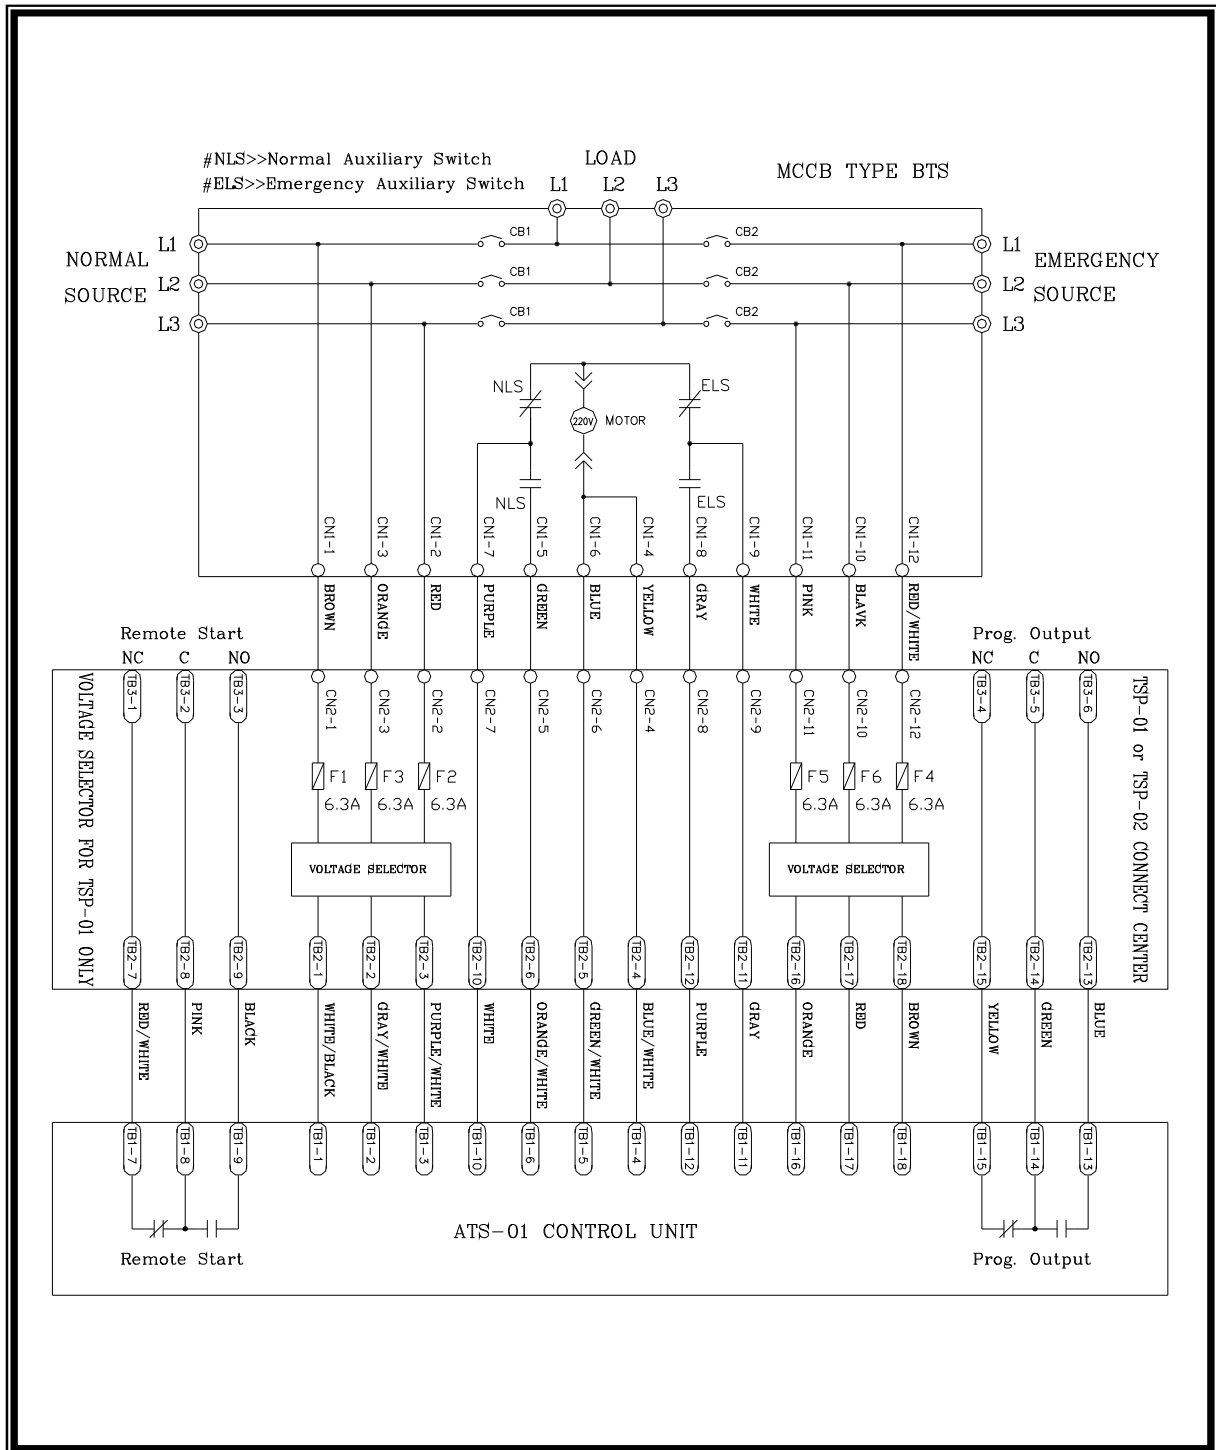 #NLS>>Normal Auxiliary Switch
#ELS>>Emergency Auxiliary Switch
LOAD
L1 L2 L3
MCCB TYPE BTS
NORMAL
SOURCE
L1
L2
L3
CB1 CB2
CB1 CB2
CB1 CB2
L1
L2
L3
EMERGENCY
SOURCE
NLS
220V
MOTOR
ELS
NLS
ELS
CN1-1
CN1-3
CN1-2
CN1-7
CN1-5
CN1-6
CN1-4
CN1-8
CN1-9
CN1-11
CN1-10
CN1-12
BROWN
ORANGE
RED
PURPLE
GREEN
BLUE
YELLOW
GRAY
WHITE
PINK
BLAVK
RED/WHITE
Remote Start
NC C NO
Prog. Output
NC C NO
VOLTAGE SELECTOR FOR TSP-01 ONLY
TB3-1
TB3-2
TB3-3
CN2-1
CN2-3
CN2-2
CN2-7
CN2-5
CN2-6
CN2-4
CN2-8
CN2-9
CN2-11
CN2-10
CN2-12
TB3-4
TB3-5
TB3-6
TSP-01 or TSP-02 CONNECT CENTER
F1 F3 F2
6.3A 6.3A 6.3A
F5 F6 F4
6.3A 6.3A 6.3A
VOLTAGE SELECTOR
VOLTAGE SELECTOR
TB2-7
TB2-8
TB2-9
TB2-1
TB2-2
TB2-3
TB2-10
TB2-6
TB2-5
TB2-4
TB2-12
TB2-11
TB2-16
TB2-17
TB2-18
TB2-15
TB2-14
TB2-13
RED/WHITE
PINK
BLACK
WHITE/BLACK
GRAY/WHITE
PURPLE/WHITE
WHITE
ORANGE/WHITE
GREEN/WHITE
BLUE/WHITE
PURPLE
GRAY
ORANGE
RED
BROWN
YELLOW
GREEN
BLUE
TB1-7
TB1-8
TB1-9
TB1-1
TB1-2
TB1-3
TB1-10
TB1-6
TB1-5
TB1-4
TB1-12
TB1-11
TB1-16
TB1-17
TB1-18
TB1-15
TB1-14
TB1-13
Remote Start
ATS-01 CONTROL UNIT
Prog. Output